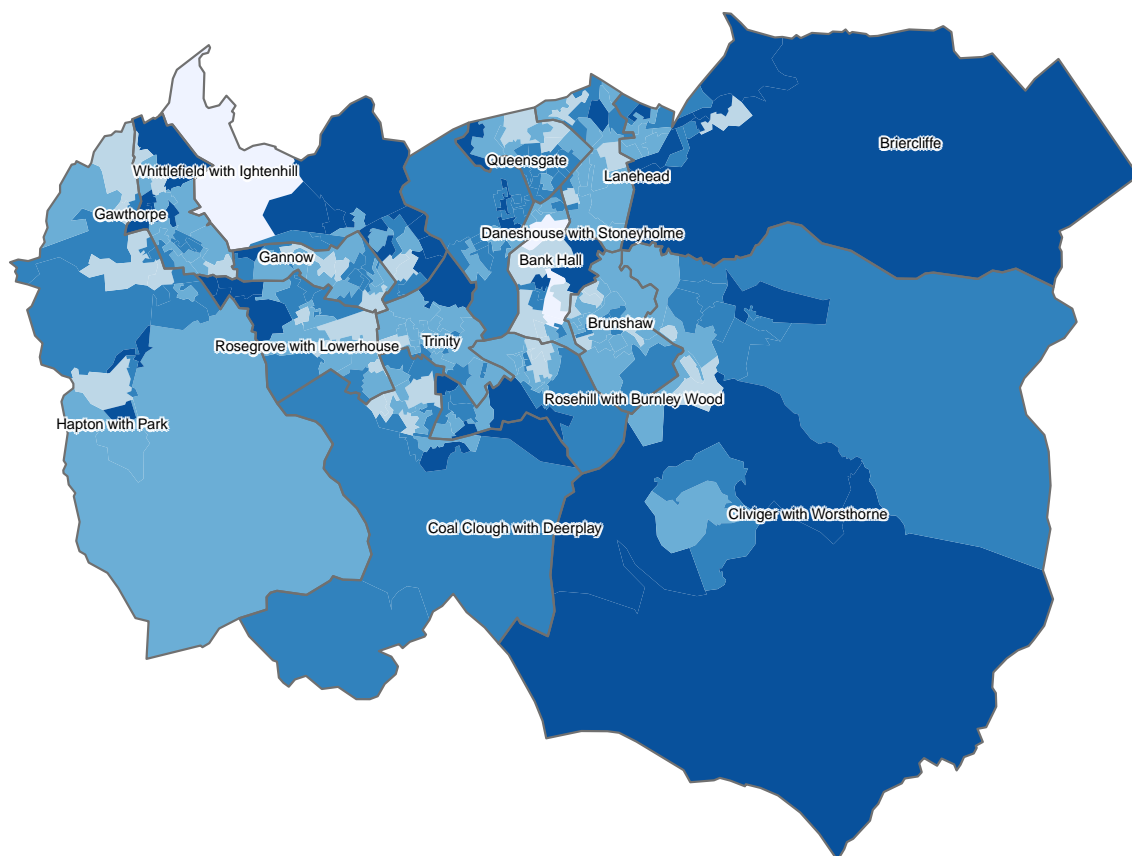 Briercliffe
Queensgate
Whittlefield with Ightenhill
Lanehead
Gawthorpe
Daneshouse with Stoneyholme
Gannow
Bank Hall
Brunshaw
Trinity
Rosegrove with Lowerhouse
Rosehill with Burnley Wood
Hapton with Park
Cliviger with Worsthorne
Coal Clough with Deerplay